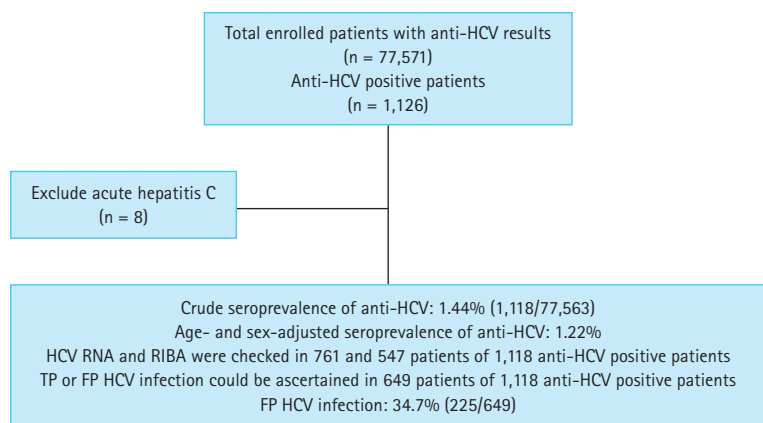 Total enrolled patients with anti-HCV results
(n = 77,571)
Anti-HCV positive patients
(n = 1,126)
Exclude acute hepatitis C
(n = 8)
Crude seroprevalence of anti-HCV: 1.44% (1,118/77,563)
Age- and sex-adjusted seroprevalence of anti-HCV: 1.22%
HCV RNA and RIBA were checked in 761 and 547 patients of 1,118 anti-HCV positive patients
TP or FP HCV infection could be ascertained in 649 patients of 1,118 anti-HCV positive patients
FP HCV infection: 34.7% (225/649)